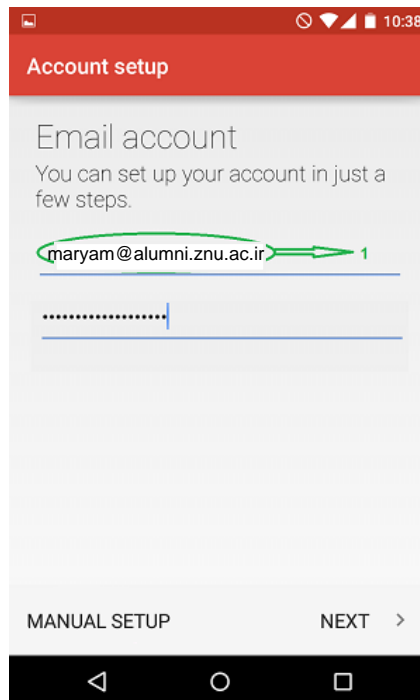 10:38
Account setup
Email account
You can set up your account in just a
few steps.
maryam@alumni.znu.ac.ir
1
•••••••••••••••••••
MANUAL SETUP
NEXT